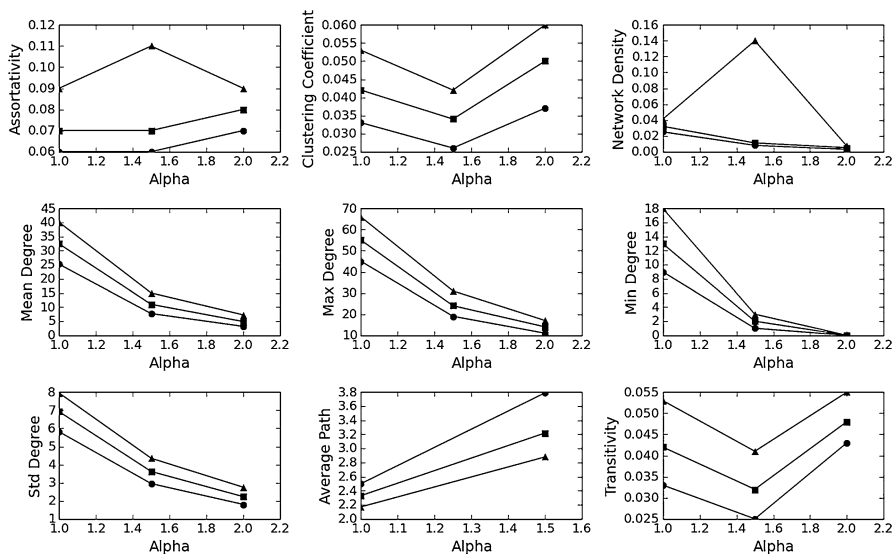 Assortativity
0.12
0.11
0.10
0.09
0.08
0.07
0.06
1.0 1.2 1.4 1.6 1.8 2.0 2.2
Alpha
Clustering Coefficient
0.060
0.055
0.050
0.045
0.040
0.035
0.030
0.025
1.0 1.2 1.4 1.6 1.8 2.0 2.2
Alpha
Network Density
0.16
0.14
0.12
0.10
0.08
0.06
0.04
0.02
0.00
1.0 1.2 1.4 1.6 1.8 2.0 2.2
Alpha
Mean Degree
45
40
35
30
25
20
15
10
5
0
1.0 1.2 1.4 1.6 1.8 2.0 2.2
Alpha
Max Degree
70
60
50
40
30
20
10
1.0 1.2 1.4 1.6 1.8 2.0 2.2
Alpha
Min Degree
18
16
14
12
10
8
6
4
2
0
1.0 1.2 1.4 1.6 1.8 2.0 2.2
Alpha
Std Degree
8
7
6
5
4
3
2
1
1.0 1.2 1.4 1.6 1.8 2.0 2.2
Alpha
Average Path
3.8
3.6
3.4
3.2
3.0
2.8
2.6
2.4
2.2
2.0
1.0 1.1 1.2 1.3 1.4 1.5 1.6
Alpha
Transitivity
0.055
0.050
0.045
0.040
0.035
0.030
0.025
1.0 1.2 1.4 1.6 1.8 2.0 2.2
Alpha